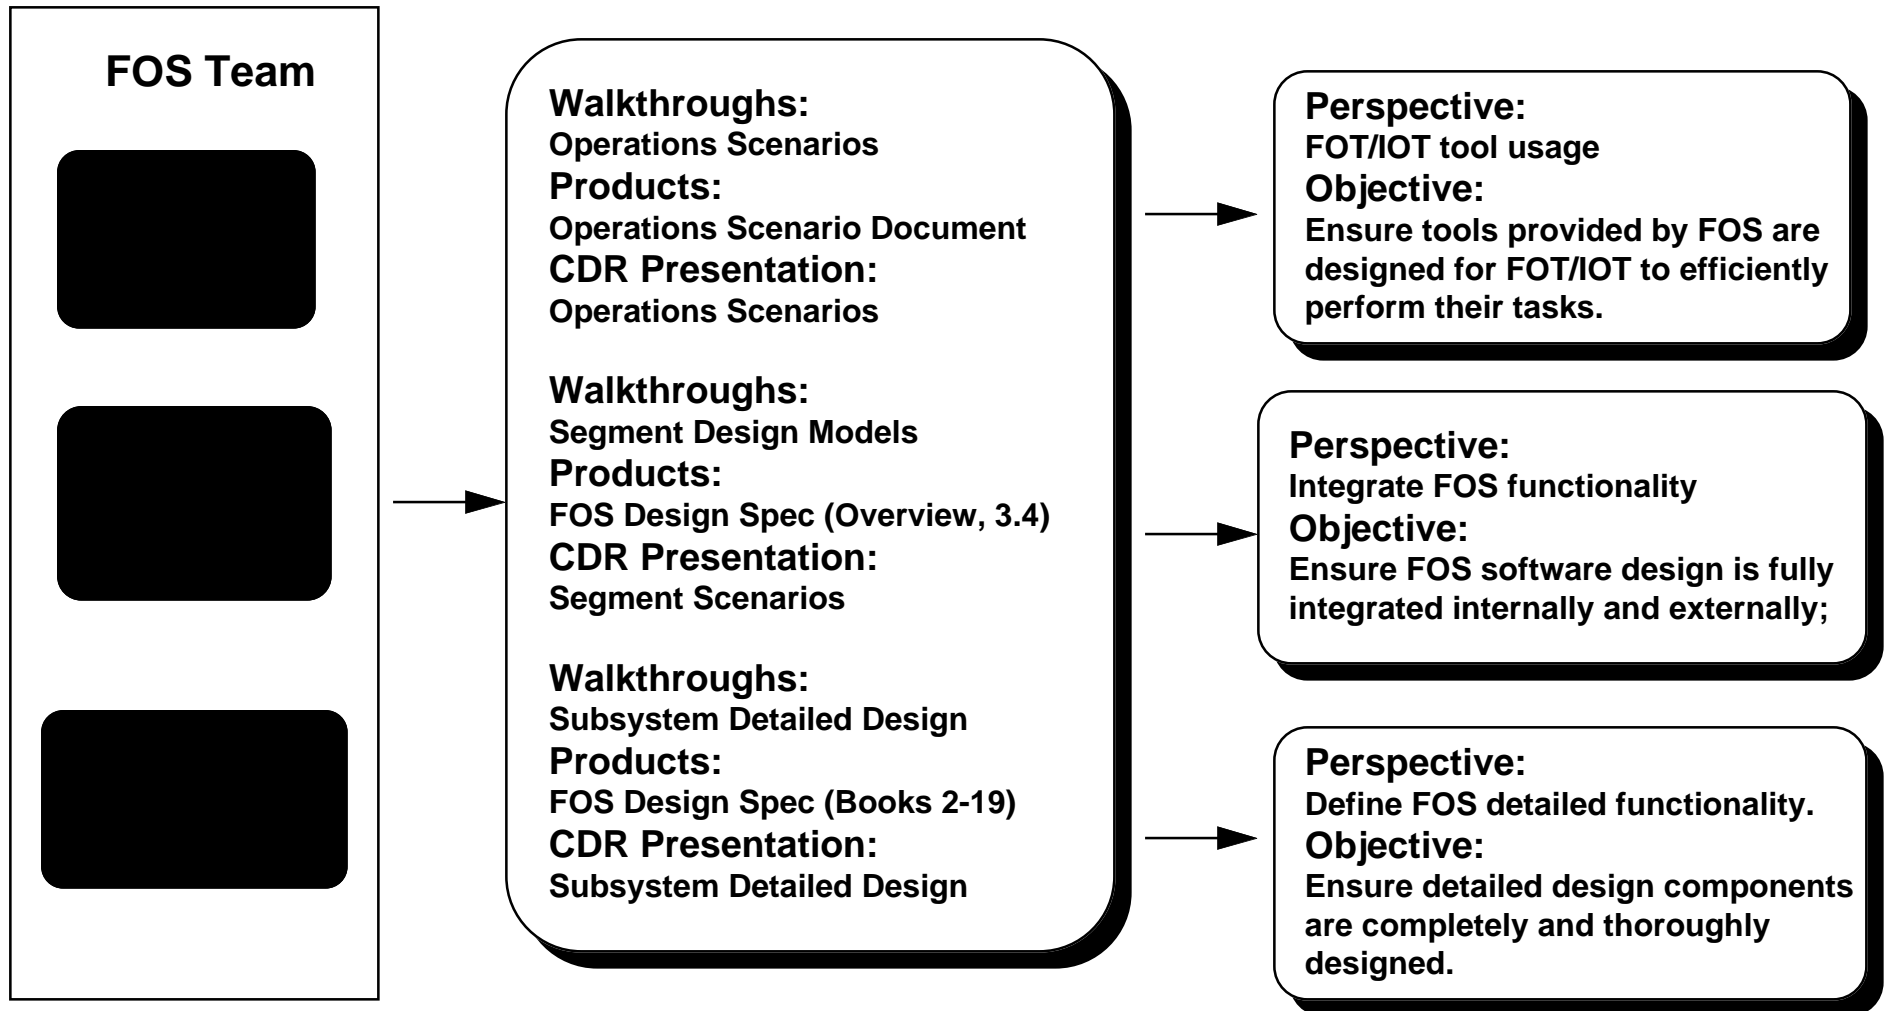 FOS Team
Walkthroughs:
Operations Scenarios
Products:
Operations Scenario Document
CDR Presentation:
Operations Scenarios
Walkthroughs:
Segment Design Models
Products:
FOS Design Spec (Overview, 3.4)
CDR Presentation:
Segment Scenarios
Walkthroughs:
Subsystem Detailed Design
Products:
FOS Design Spec (Books 2-19)
CDR Presentation:
Subsystem Detailed Design
Perspective:
FOT/IOT tool usage
Objective:
Ensure tools provided by FOS are
designed for FOT/IOT to efficiently
perform their tasks.
Perspective:
Integrate FOS functionality
Objective:
Ensure FOS software design is fully
integrated internally and externally;
Perspective:
Define FOS detailed functionality.
Objective:
Ensure detailed design components
are completely and thoroughly
designed.